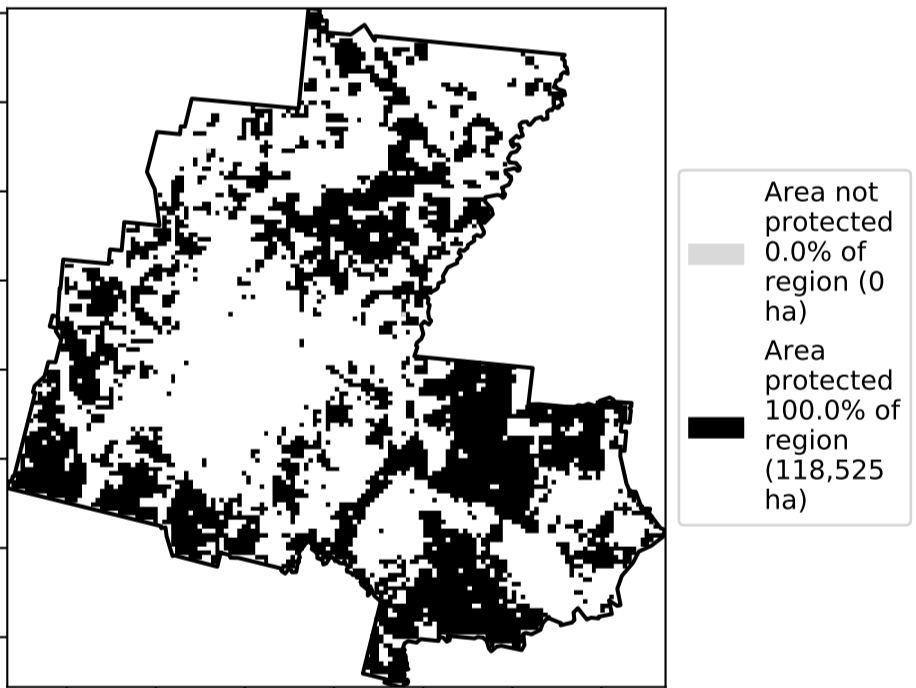 Area not
protected
0.0% of
region (0
ha)
Area
protected
100.0% of
region
(118,525
ha)